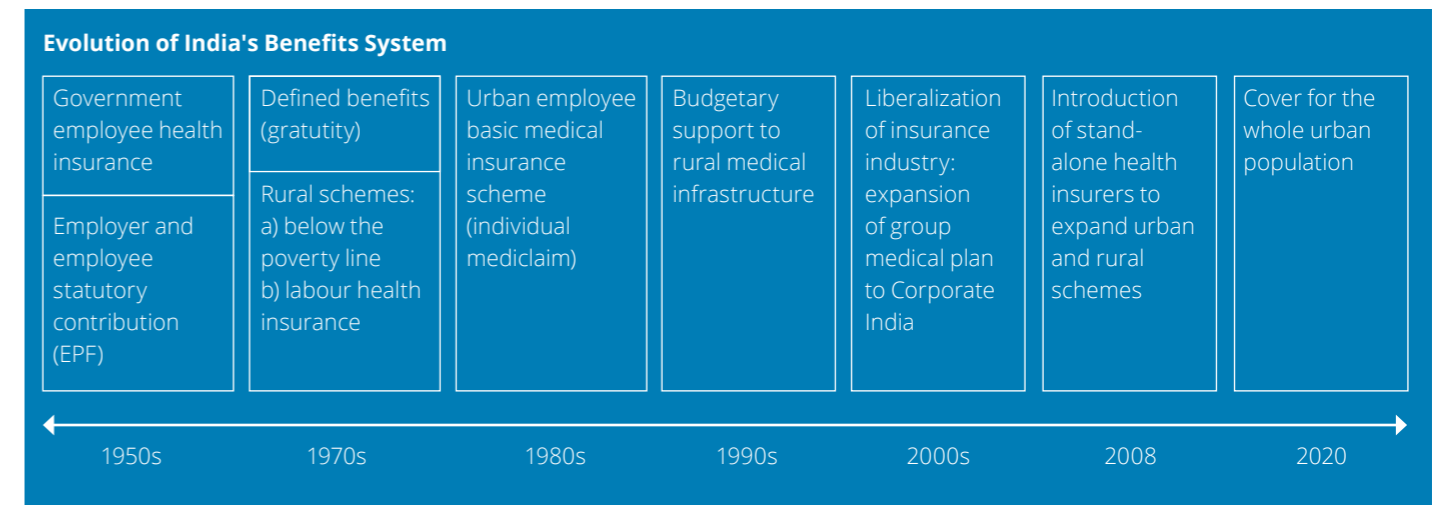 Evolution of India's Benefits System
Government
employee health
insurance
Employer and
employee
statutory
contribution
(EPF)
Defined benefits
(gratutity)
Rural schemes:
a) below the
poverty line
b) labour health
insurance
Urban employee
basic medical
insurance
scheme
(individual
mediclaim)
Budgetary
support to
rural medical
infrastructure
Liberalization
of insurance
industry:
expansion
of group
medical plan
to Corporate
India
Introduction
of stand-
alone health
insurers to
expand urban
and rural
schemes
Cover for the
whole urban
population
1950s
1970s
1980s
1990s
2000s
2008
2020